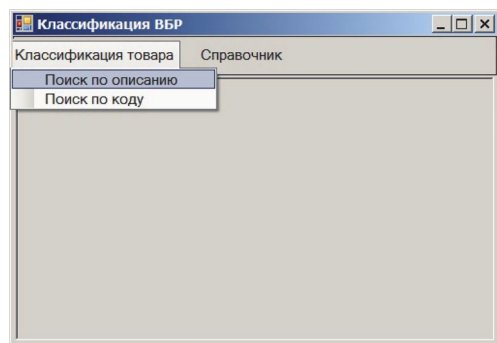 Классификация ВБР
Классификация товара Справочник
Поиск по описанию
Поиск по коду